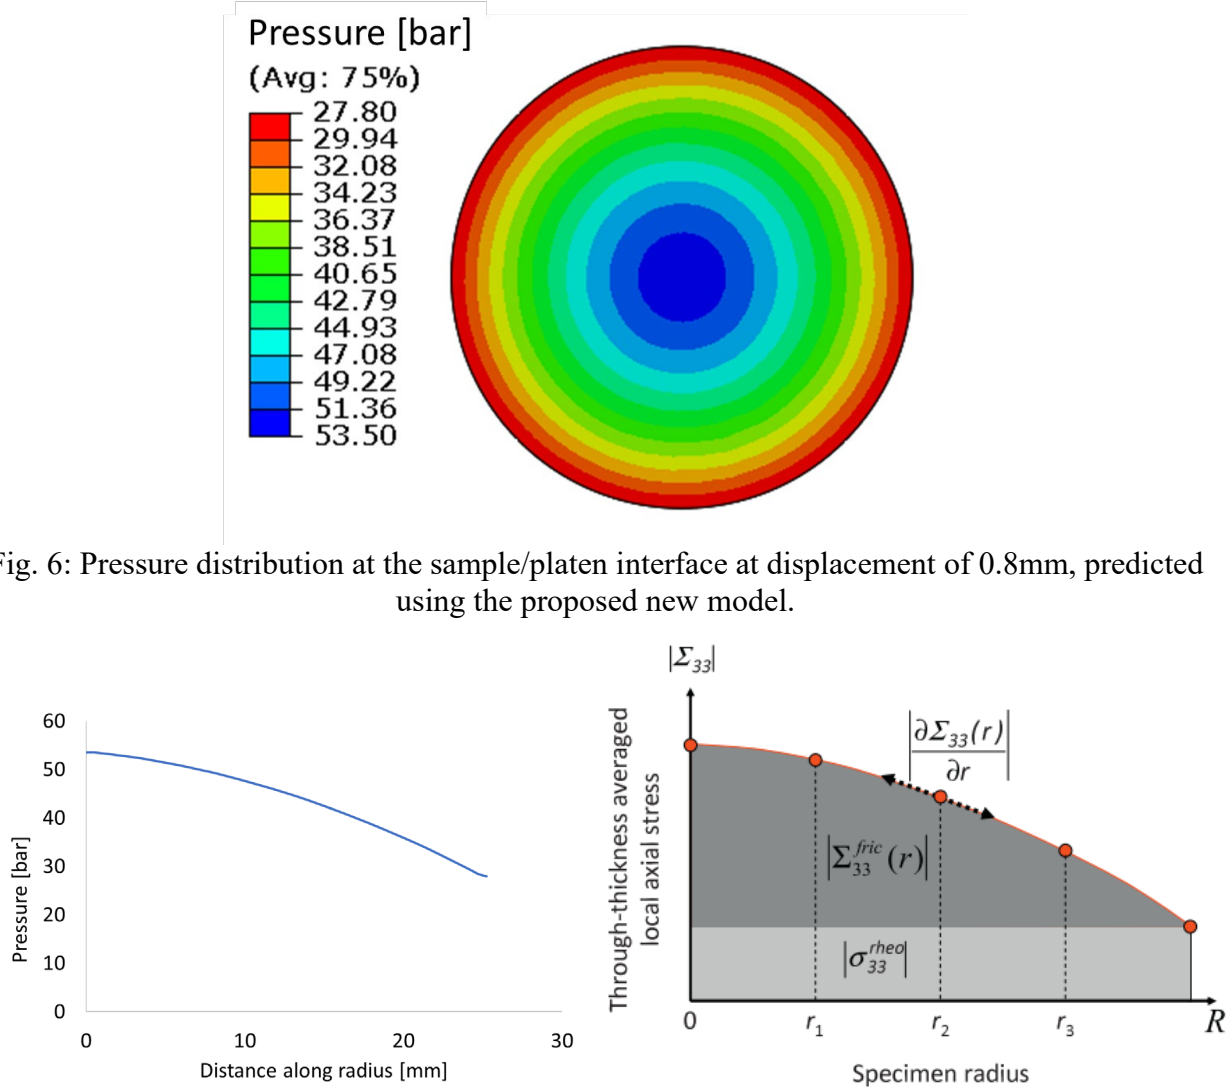 Pressure [bar]
(Avg: 75%)
27.80
29.94
32.08
34.23
36.37
38.51
40.65
42.79
44.93
47.08
49.22
51.36
53.50
Fig. 6: Pressure distribution at the sample/platen interface at displacement of 0.8mm, predicted
using the proposed new model.
60
50
40
30
20
10
0
0 10 20 30
Pressure [bar]
Distance along radius [mm]
|Σ33|
Through-thickness averaged
local axial stress
|∂Σ33(r)/∂r|
|Σ33^fric (r)|
|σ33^rheo|
0 r1 r2 r3 R
Specimen radius